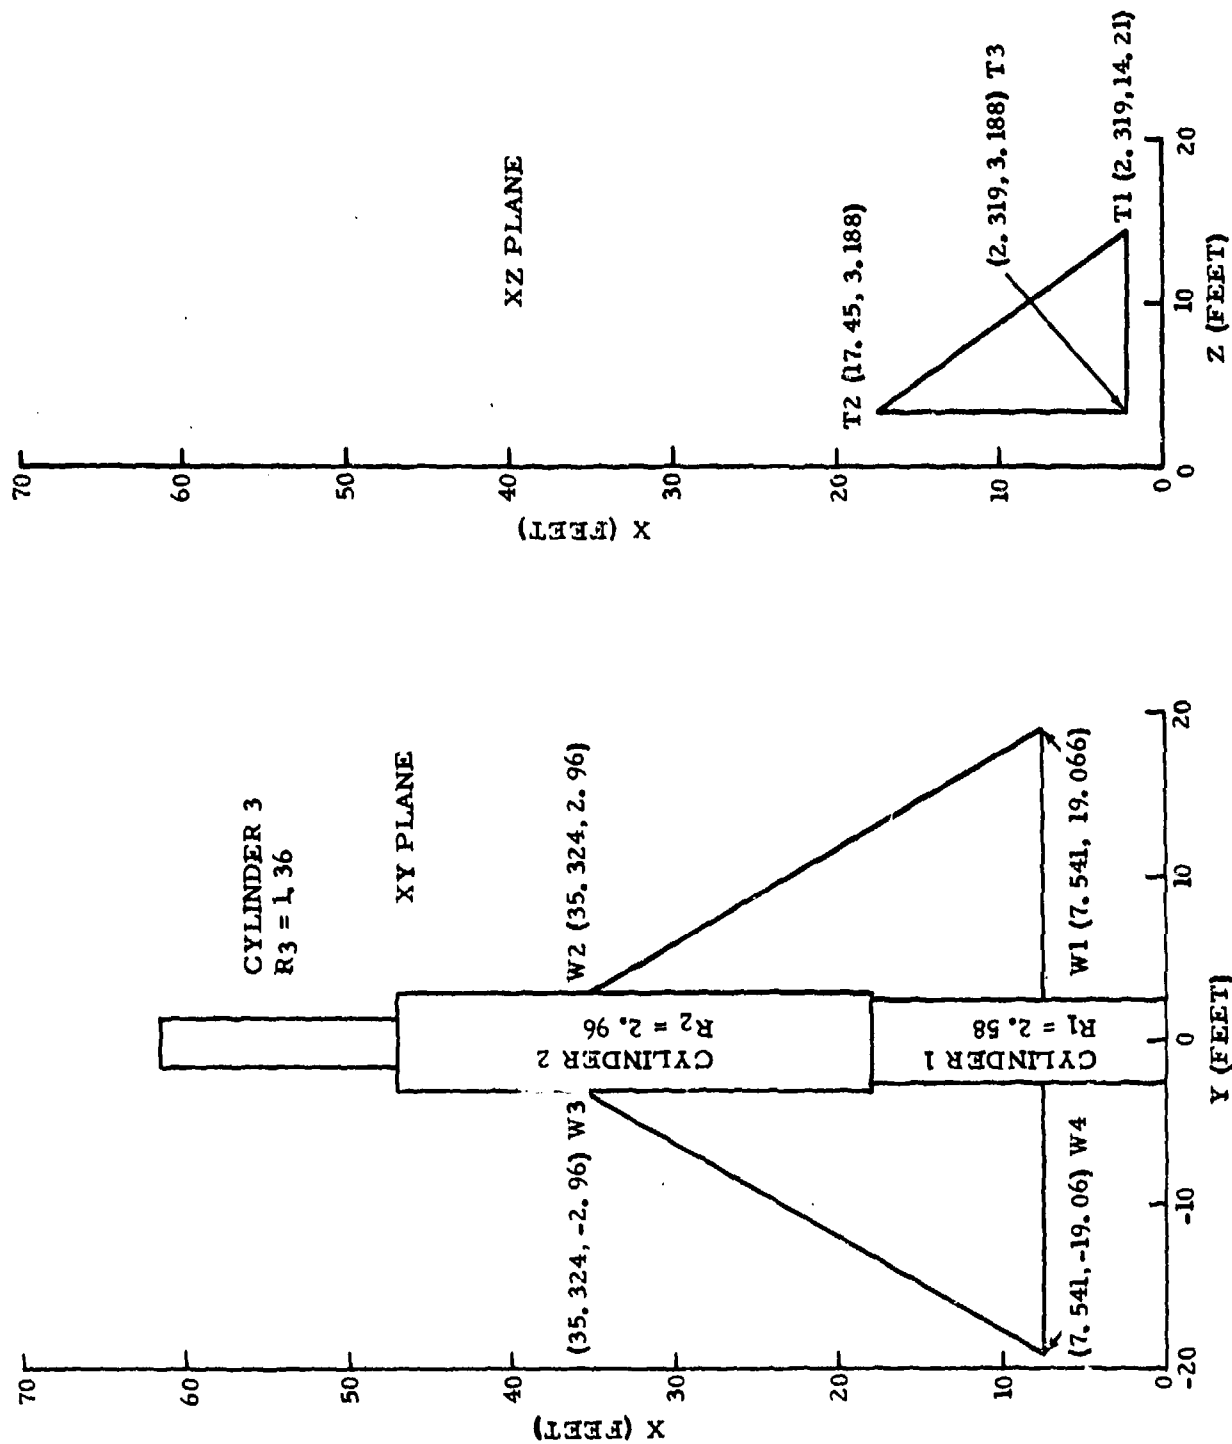 70
60
50
40
30
20
10
0
X (FEET)
XZ PLANE
T2 (17.45, 3.188)
(2.319, 3.188) T3
T1 (2.319, 14.21)
0
10
20
Z (FEET)
70
60
50
40
30
20
10
0
X (FEET)
CYLINDER 3
R3 = 1,36
XY PLANE
(35.324, -2.96) W3
W2 (35.324, 2.96)
CYLINDER 2
R2 = 2.96
CYLINDER 1
R1 = 2.58
(7.541, -19.06) W4
W1 (7.541, 19.066)
-20
-10
0
10
20
Y (FEET)